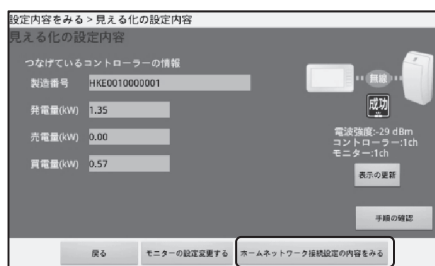 設定内容をみる > 見える化の設定内容
見える化の設定内容
つなげているコントローラーの情報
製造番号 HKE0010000001
発電量(kW) 1.35
売電量(kW) 0.00
買電量(kW) 0.57
無線
成功
電波強度:-29 dBm
コントローラー:1ch
モニター:1ch
表示の更新
手順の確認
戻る モニターの設定変更する ホームネットワーク接続設定の内容をみる